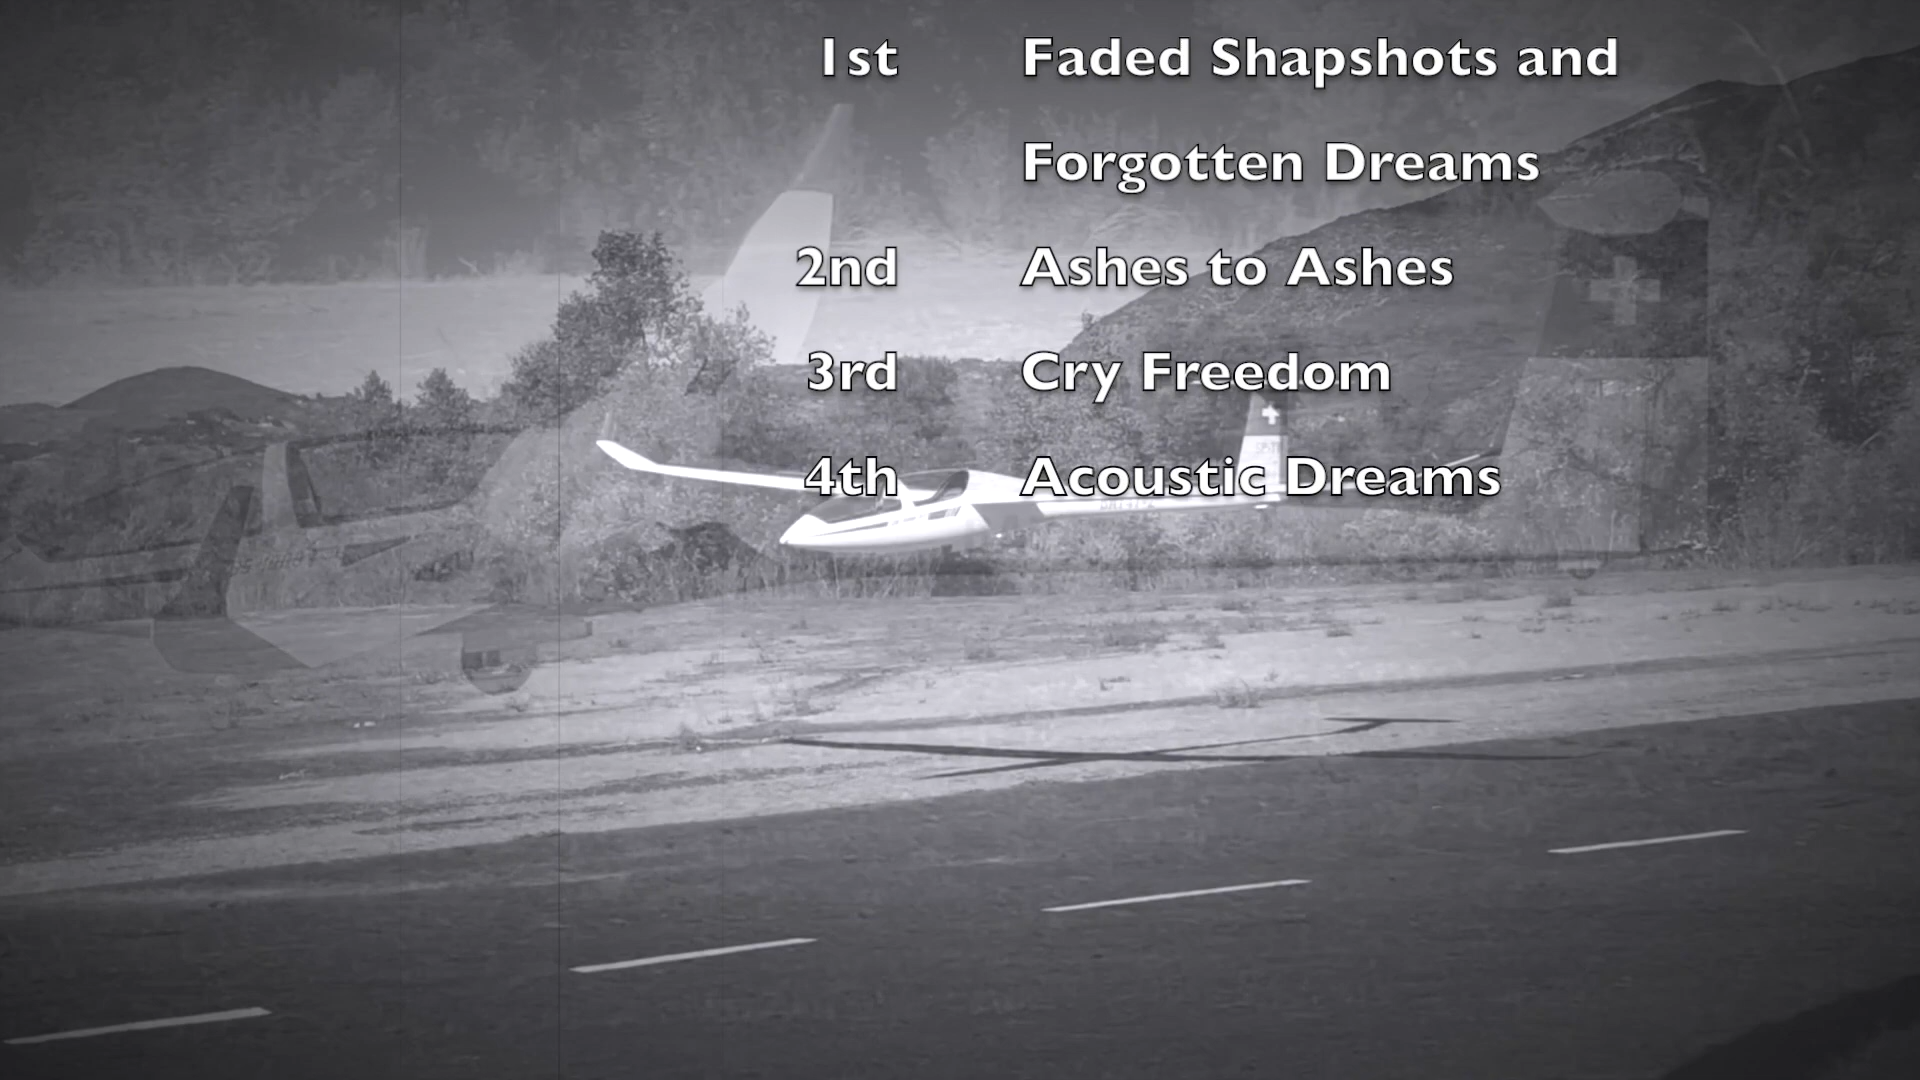 1st Faded Shapshots and
Forgotten Dreams
2nd Ashes to Ashes
3rd Cry Freedom
4th Acoustic Dreams